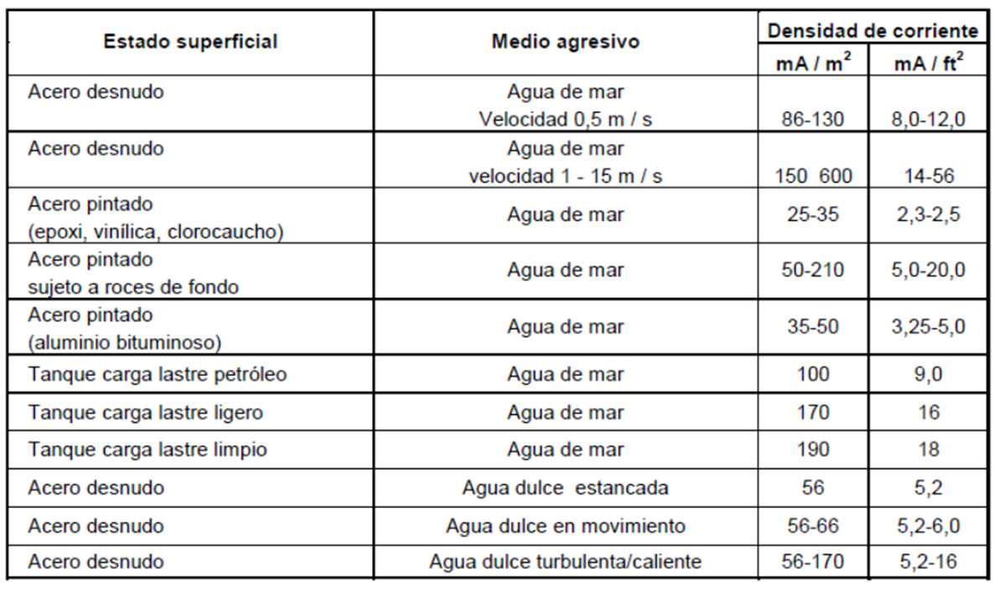 Estado superficial Medio agresivo Densidad de corriente
mA / m² mA / ft²
Acero desnudo Agua de mar
Velocidad 0,5 m / s 86-130 8,0-12,0
Acero desnudo Agua de mar
velocidad 1 - 15 m / s 150 600 14-56
Acero pintado
(epoxi, vinílica, clorocaucho) Agua de mar 25-35 2,3-2,5
Acero pintado
sujeto a roces de fondo Agua de mar 50-210 5,0-20,0
Acero pintado
(aluminio bituminoso) Agua de mar 35-50 3,25-5,0
Tanque carga lastre petróleo Agua de mar 100 9,0
Tanque carga lastre ligero Agua de mar 170 16
Tanque carga lastre limpio Agua de mar 190 18
Acero desnudo Agua dulce estancada 56 5,2
Acero desnudo Agua dulce en movimiento 56-66 5,2-6,0
Acero desnudo Agua dulce turbulenta/caliente 56-170 5,2-16